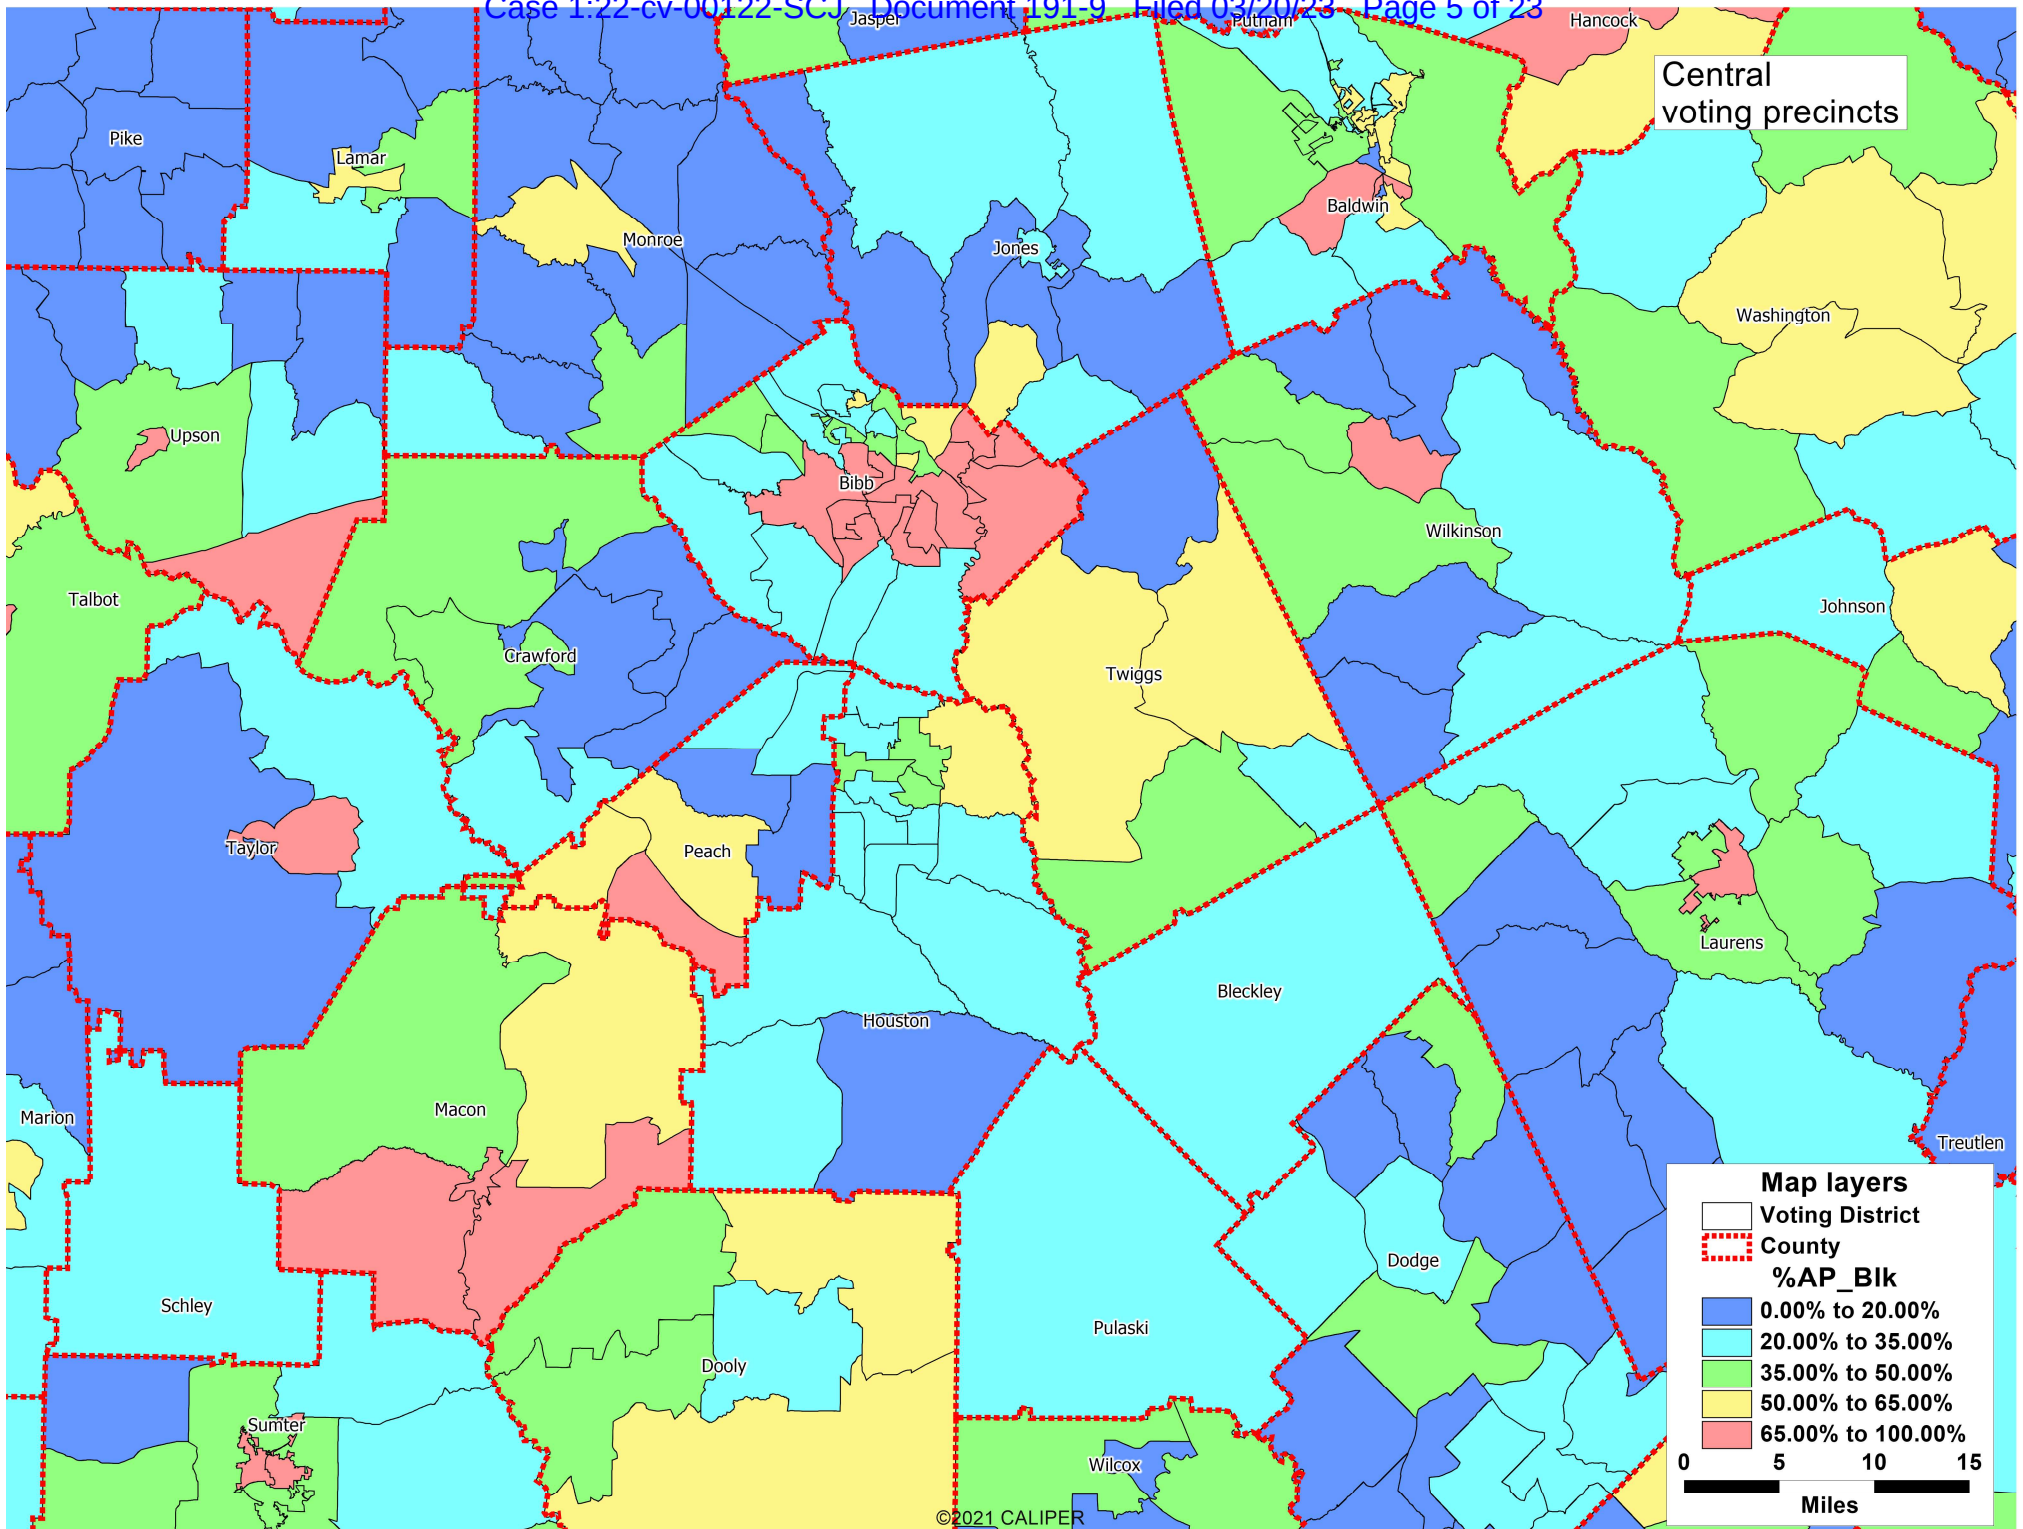 Case 1:22-cv-00122-SCJ Document 191-9 Filed 03/20/23 Page 5 of 23
Jasper
Putnam
Hancock
Central
voting precincts
Pike
Lamar
Monroe
Jones
Baldwin
Washington
Upson
Bibb
Wilkinson
Talbot
Johnson
Crawford
Twiggs
Taylor
Peach
Laurens
Bleckley
Houston
Macon
Marion
Treutlen
Schley
Dodge
Pulaski
Dooly
Sumter
Wilcox
Map layers
Voting District
County
%AP_Blk
0.00% to 20.00%
20.00% to 35.00%
35.00% to 50.00%
50.00% to 65.00%
65.00% to 100.00%
0 5 10 15
Miles
©2021 CALIPER